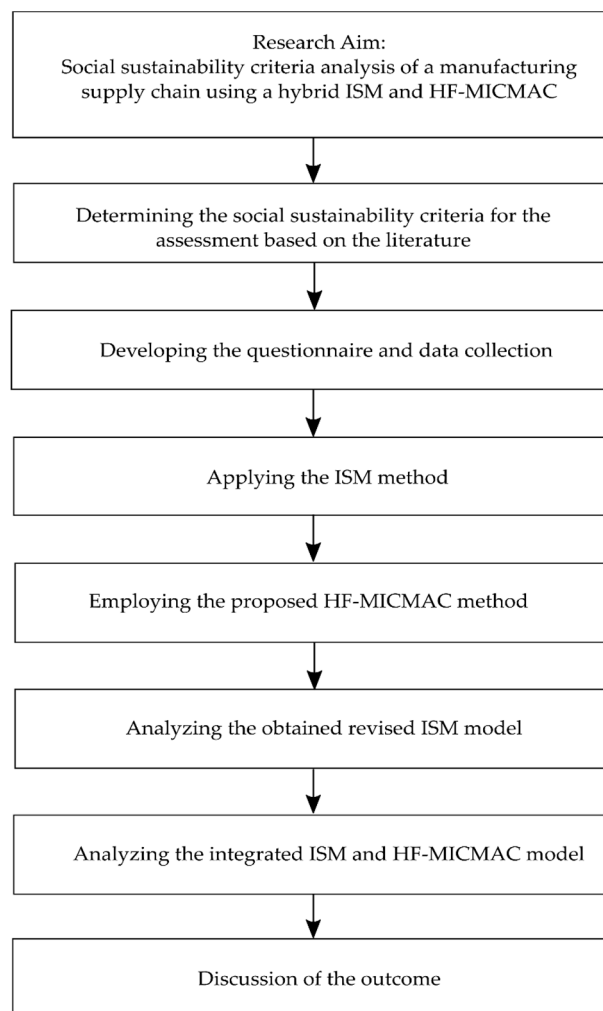 Research Aim:
Social sustainability criteria analysis of a manufacturing
supply chain using a hybrid ISM and HF-MICMAC
Determining the social sustainability criteria for the
assessment based on the literature
Developing the questionnaire and data collection
Applying the ISM method
Employing the proposed HF-MICMAC method
Analyzing the obtained revised ISM model
Analyzing the integrated ISM and HF-MICMAC model
Discussion of the outcome